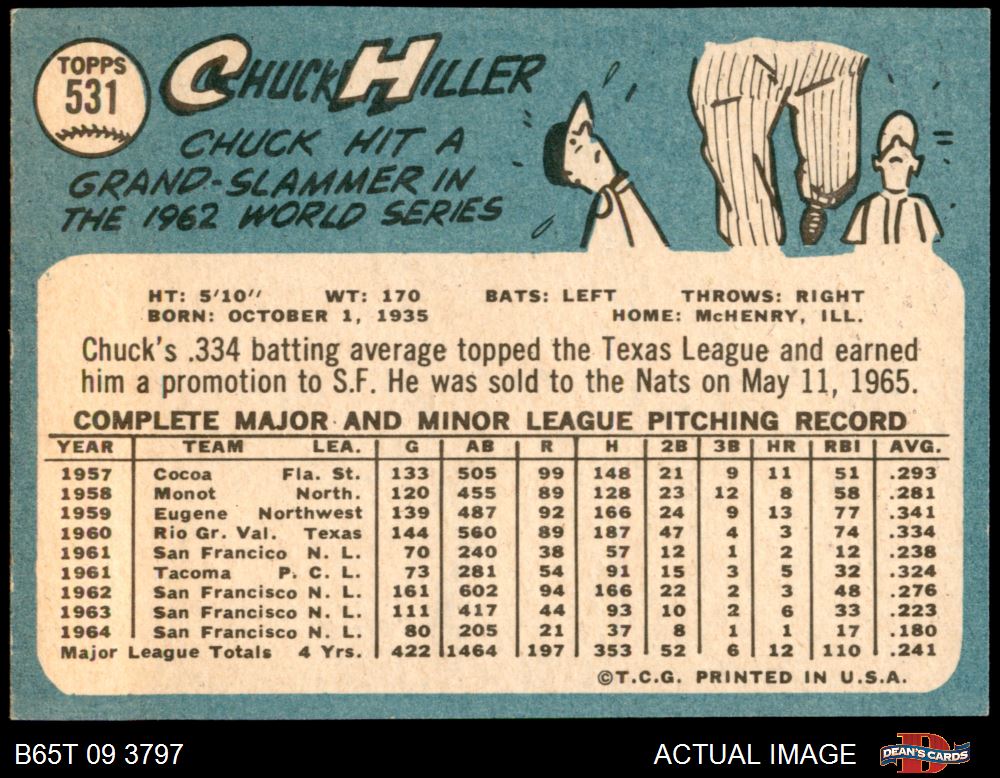 TOPPS
531
CHUCK HILLER
CHUCK HIT A
GRAND-SLAMMER IN
THE 1962 WORLD SERIES
HT: 5'10" WT: 170 BATS: LEFT THROWS: RIGHT
BORN: OCTOBER 1, 1935 HOME: McHENRY, ILL.
Chuck's .334 batting average topped the Texas League and earned
him a promotion to S.F. He was sold to the Nats on May 11, 1965.
COMPLETE MAJOR AND MINOR LEAGUE PITCHING RECORD
YEAR TEAM LEA. G AB R H 2B 3B HR RBI AVG.
1957 Cocoa Fla. St. 133 505 99 148 21 9 11 51 .293
1958 Monot North. 120 455 89 128 23 12 8 58 .281
1959 Eugene Northwest 139 487 92 166 24 9 13 77 .341
1960 Rio Gr. Val. Texas 144 560 89 187 47 4 3 74 .334
1961 San Francico N. L. 70 240 38 57 12 1 2 12 .238
1961 Tacoma P. C. L. 73 281 54 91 15 3 5 32 .324
1962 San Francisco N. L. 161 602 94 166 22 2 3 48 .276
1963 San Francisco N. L. 111 417 44 93 10 2 6 33 .223
1964 San Francisco N. L. 80 205 21 37 8 1 1 17 .180
Major League Totals 4 Yrs. 422 1464 197 353 52 6 12 110 .241
©T.C.G. PRINTED IN U.S.A.
B65T 09 3797 ACTUAL IMAGE DEAN'S CARDS